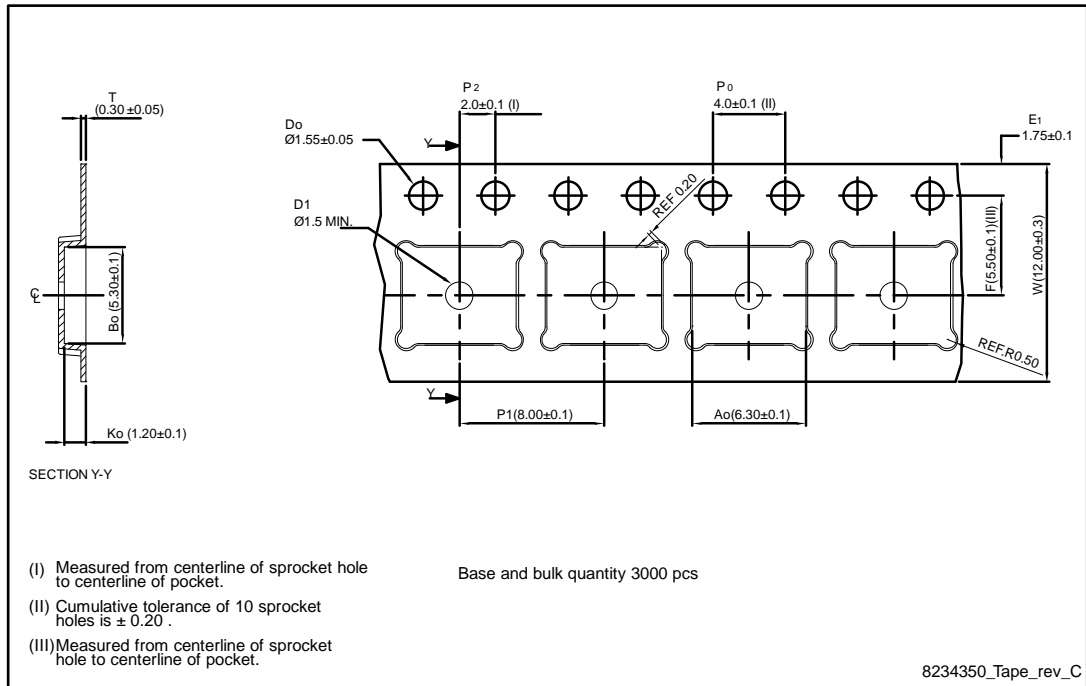 T
(0.30 ±0.05)
P2
2.0±0.1 (I)
P0
4.0±0.1 (II)
E1
1.75±0.1
Do
Ø1.55±0.05
Y
REF 0.20
D1
Ø1.5 MIN.
F(5.50±0.1)(III)
W(12.00±0.3)
CL
Bo (5.30±0.1)
REF.R0.50
Y
P1(8.00±0.1)
Ao(6.30±0.1)
Ko (1.20±0.1)
SECTION Y-Y
(I) Measured from centerline of sprocket hole
to centerline of pocket.
Base and bulk quantity 3000 pcs
(II) Cumulative tolerance of 10 sprocket
holes is ± 0.20 .
(III) Measured from centerline of sprocket
hole to centerline of pocket.
8234350_Tape_rev_C